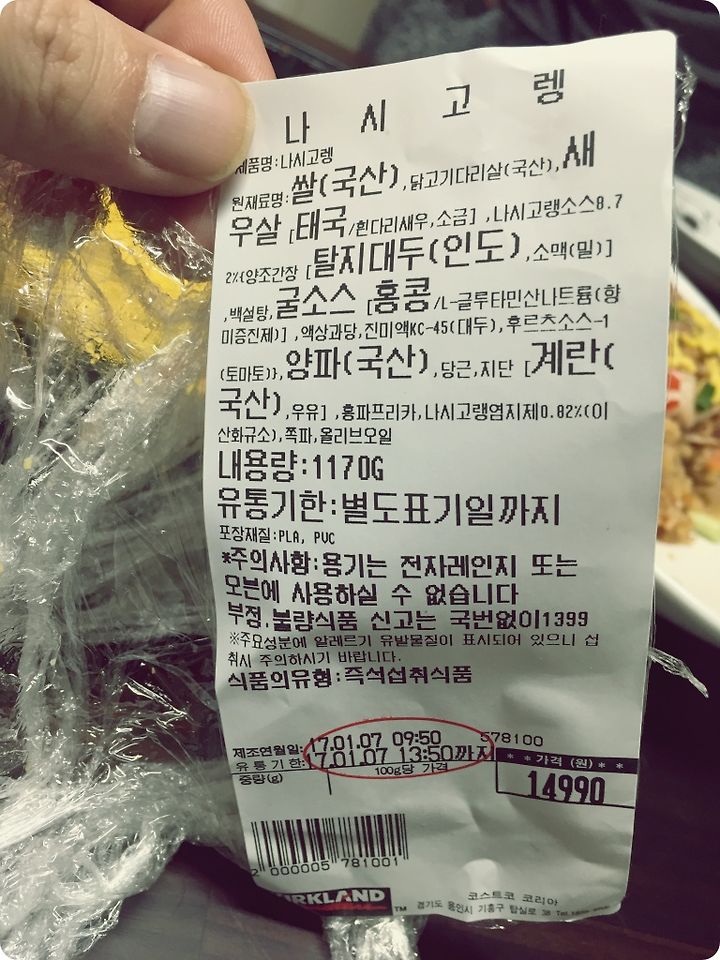 나 시 고 렝
제품명:나시고렝
원재료명:쌀(국산),닭고기다리살(국산),새
우살 [태국/흰다리새우,소금],나시고랭소스8.7
2%{양조간장 [탈지대두(인도),소맥(밀)]
,백설탕,굴소스 [홍콩/L-글루타민산나트륨(향
미증진제)],액상과당,진미액KC-45(대두),후르츠소스-1
(토마토)},양파(국산),당근,지단 [계란(
국산),우유],홍파프리카,나시고랭염지제0.82%(이
산화규소),쪽파,올리브오일
내용량:1170G
유통기한:별도표기일까지
포장재질:PLA, PVC
*주의사항:용기는 전자레인지 또는
오븐에 사용하실 수 없습니다
부정,불량식품 신고는 국번없이1399
※주요성분에 알레르기 유발물질이 표시되어 있으니 섭
취시 주의하시기 바랍니다.
식품의유형:즉석섭취식품
제조연월일:17.01.07 09:50 578100
유통기한:17.01.07 13:50까지
* * 가격 (원) * *
중량(g) 100g당 가격
14990
2 000005 781001
KIRKLAND TM
코스트코 코리아
경기도 용인시 기흥구 탑실로 38